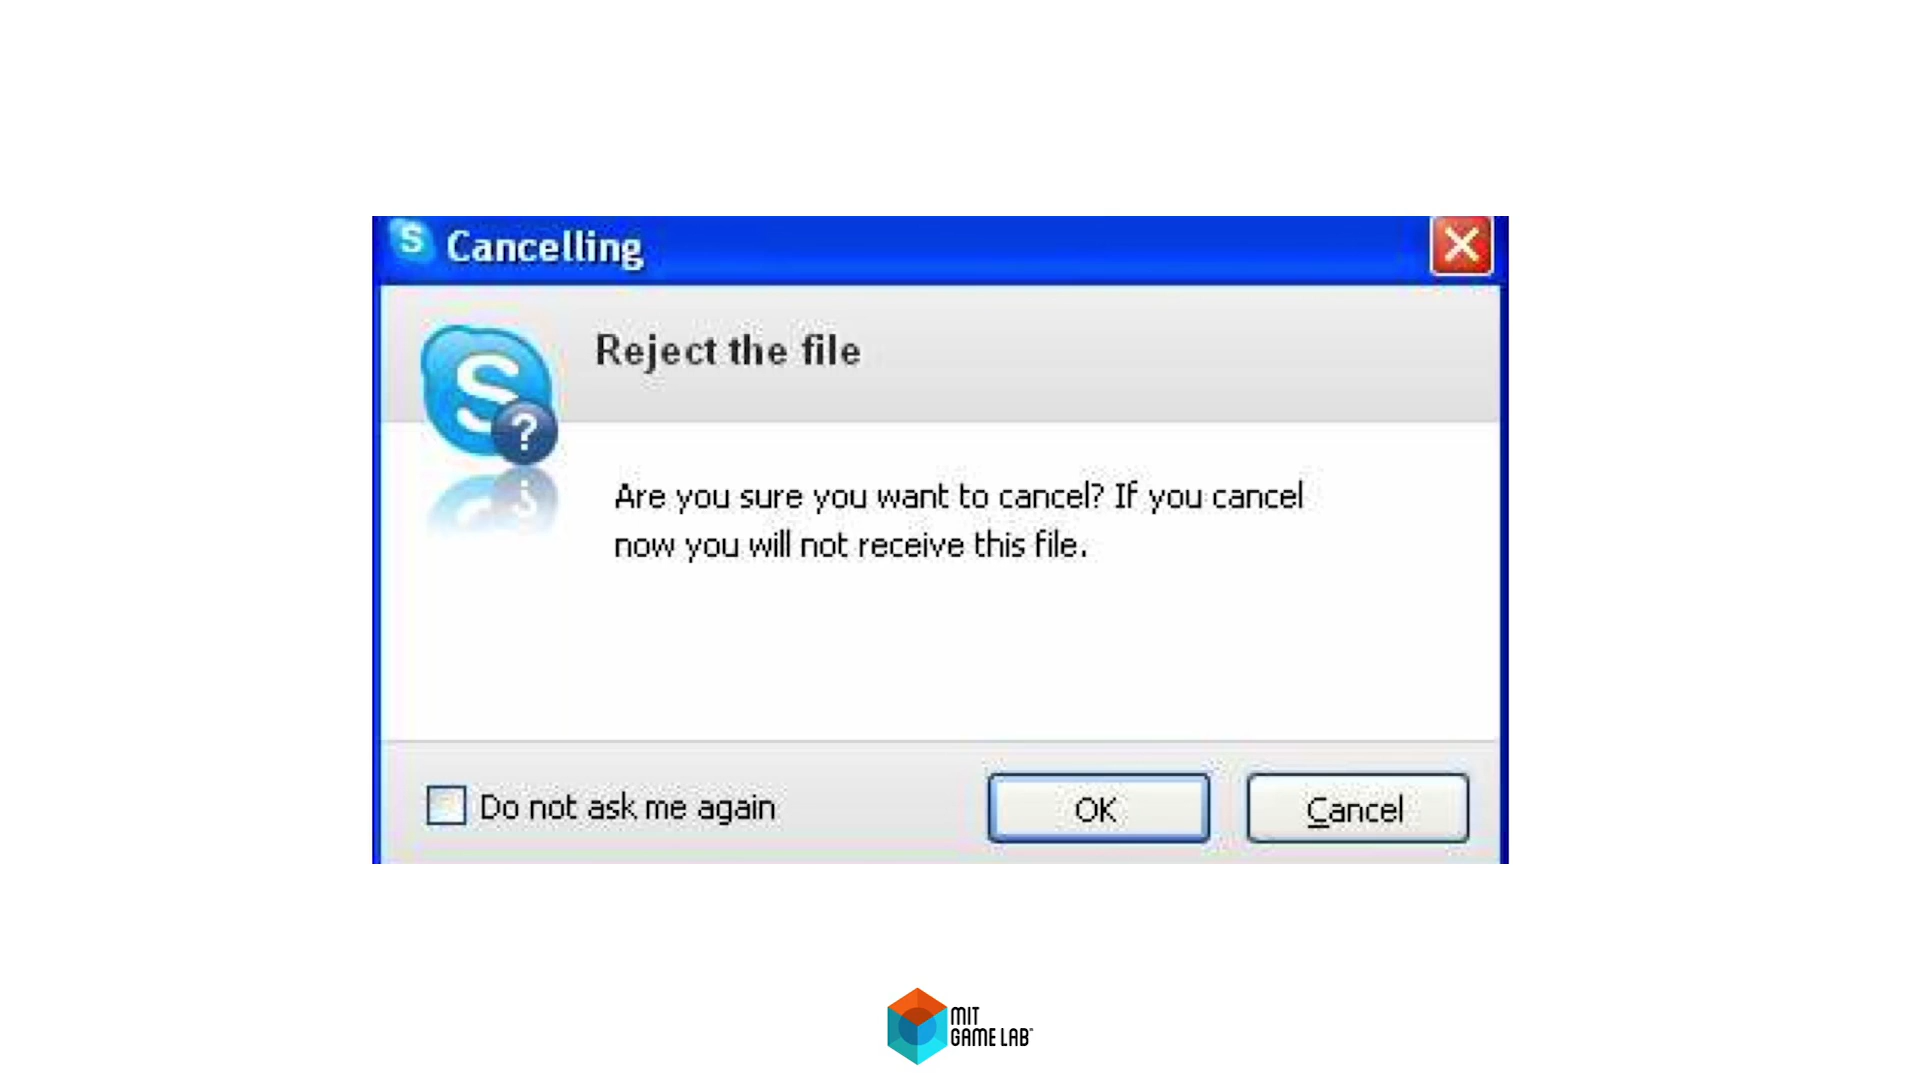 S Cancelling
Reject the file
S
?
Are you sure you want to cancel? If you cancel
now you will not receive this file.
Do not ask me again
OK
Cancel
MIT
GAME LAB™